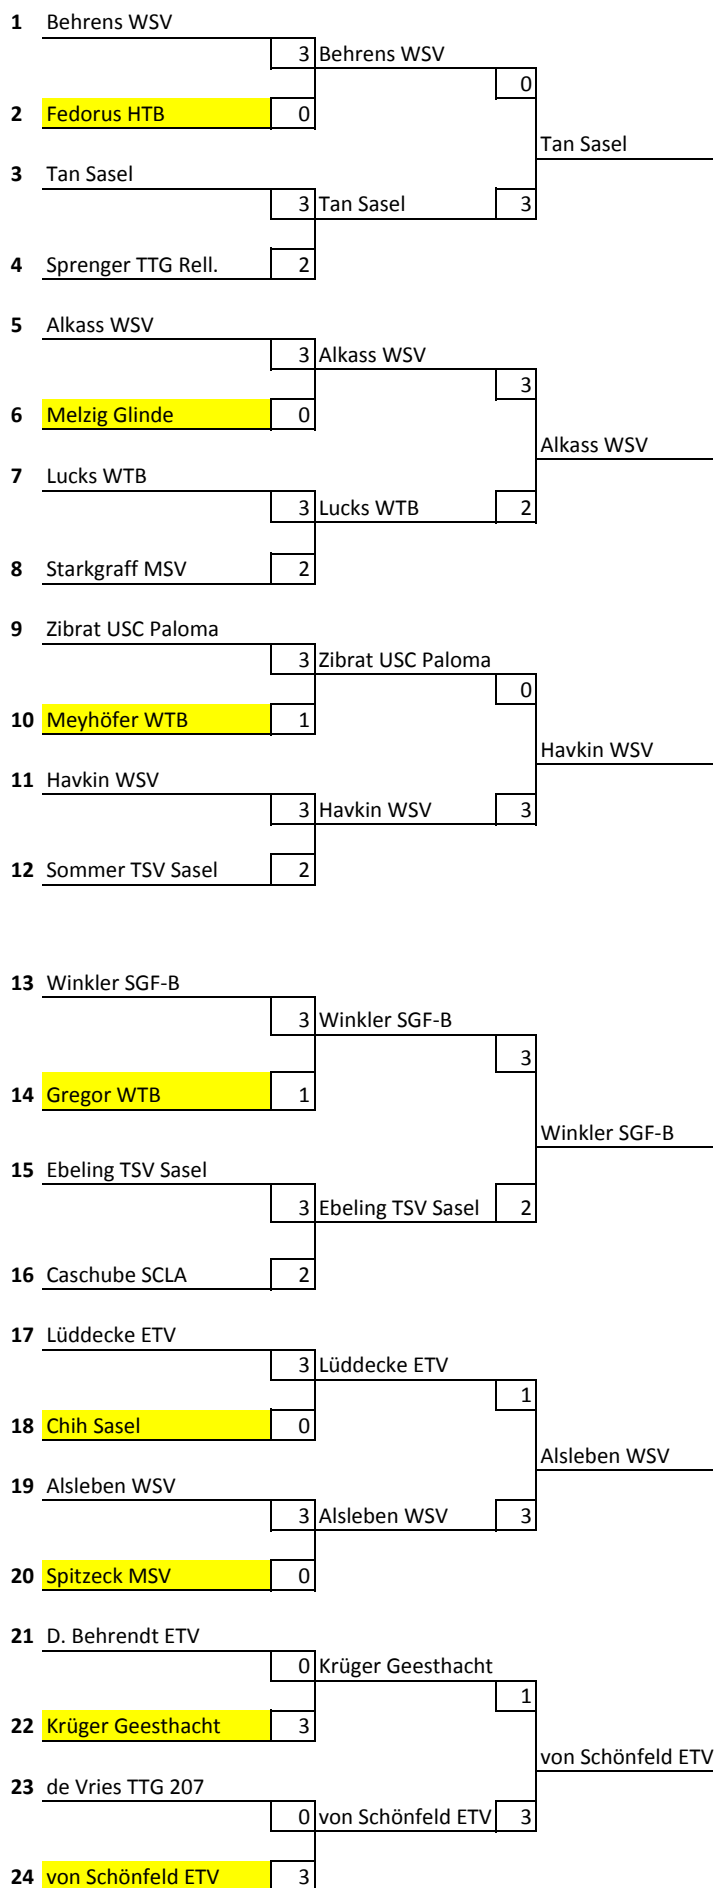 1 Behrens WSV
3 Behrens WSV
0
2 Fedorus HTB 0
Tan Sasel
3 Tan Sasel
3 Tan Sasel 3
4 Sprenger TTG Rell. 2
5 Alkass WSV
3 Alkass WSV
3
6 Melzig Glinde 0
Alkass WSV
7 Lucks WTB
3 Lucks WTB 2
8 Starkgraff MSV 2
9 Zibrat USC Paloma
3 Zibrat USC Paloma
0
10 Meyhöfer WTB 1
Havkin WSV
11 Havkin WSV
3 Havkin WSV 3
12 Sommer TSV Sasel 2
13 Winkler SGF-B
3 Winkler SGF-B
3
14 Gregor WTB 1
Winkler SGF-B
15 Ebeling TSV Sasel
3 Ebeling TSV Sasel 2
16 Caschube SCLA 2
17 Lüddecke ETV
3 Lüddecke ETV
1
18 Chih Sasel 0
Alsleben WSV
19 Alsleben WSV
3 Alsleben WSV 3
20 Spitzeck MSV 0
21 D. Behrendt ETV
0 Krüger Geesthacht
1
22 Krüger Geesthacht 3
von Schönfeld ETV
23 de Vries TTG 207
0 von Schönfeld ETV 3
24 von Schönfeld ETV 3